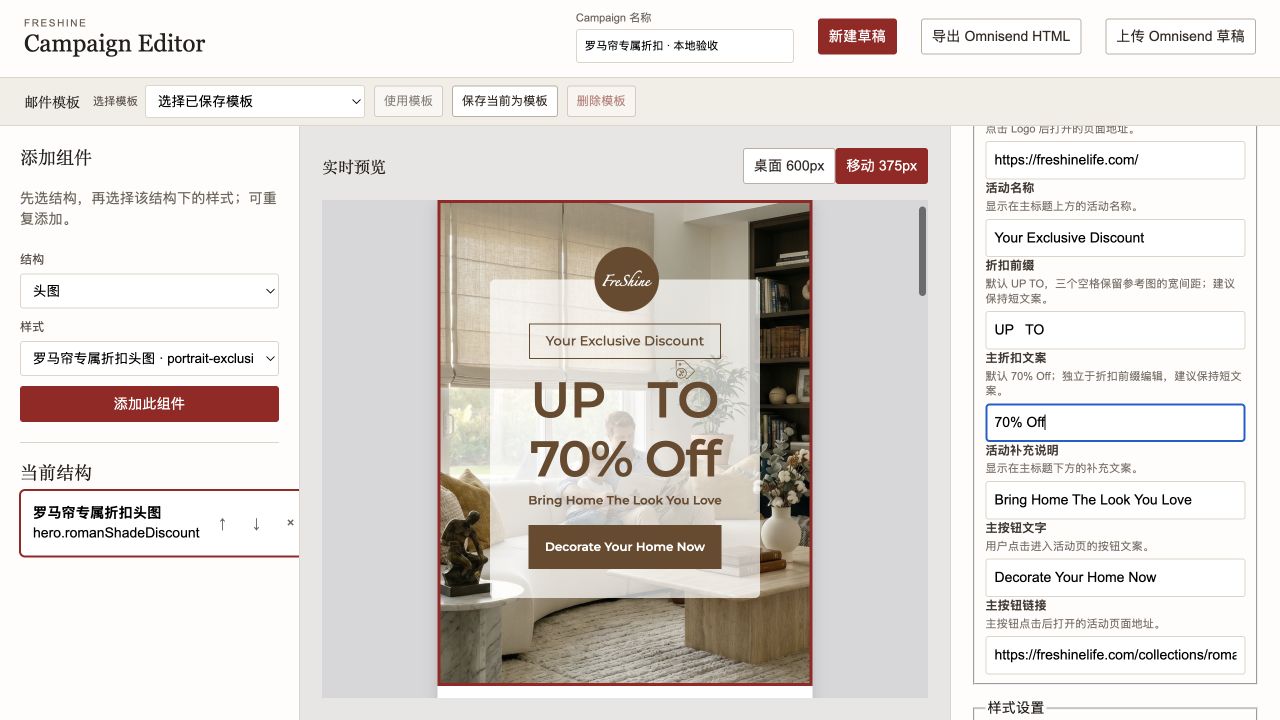 FRESHINE
Campaign Editor
Campaign 名称
罗马帘专属折扣 · 本地验收
新建草稿
导出 Omnisend HTML
上传 Omnisend 草稿
邮件模板
选择模板
选择已保存模板
使用模板
保存当前为模板
删除模板
添加组件
先选结构，再选择该结构下的样式；可重
复添加。
结构
头图
样式
罗马帘专属折扣头图 · portrait-exclusi
添加此组件
当前结构
罗马帘专属折扣头图
hero.romanShadeDiscount
↑
↓
×
实时预览
桌面 600px
移动 375px
FreShine
Your Exclusive Discount
UP TO
70% Off
Bring Home The Look You Love
Decorate Your Home Now
点击 Logo 后打开的页面地址。
https://freshinelife.com/
活动名称
显示在主标题上方的活动名称。
Your Exclusive Discount
折扣前缀
默认 UP TO，三个空格保留参考图的宽间距；建议
保持短文案。
UP   TO
主折扣文案
默认 70% Off；独立于折扣前缀编辑，建议保持短文
案。
70% Off
活动补充说明
显示在主标题下方的补充文案。
Bring Home The Look You Love
主按钮文字
用户点击进入活动页的按钮文案。
Decorate Your Home Now
主按钮链接
主按钮点击后打开的活动页面地址。
https://freshinelife.com/collections/roma
样式设置